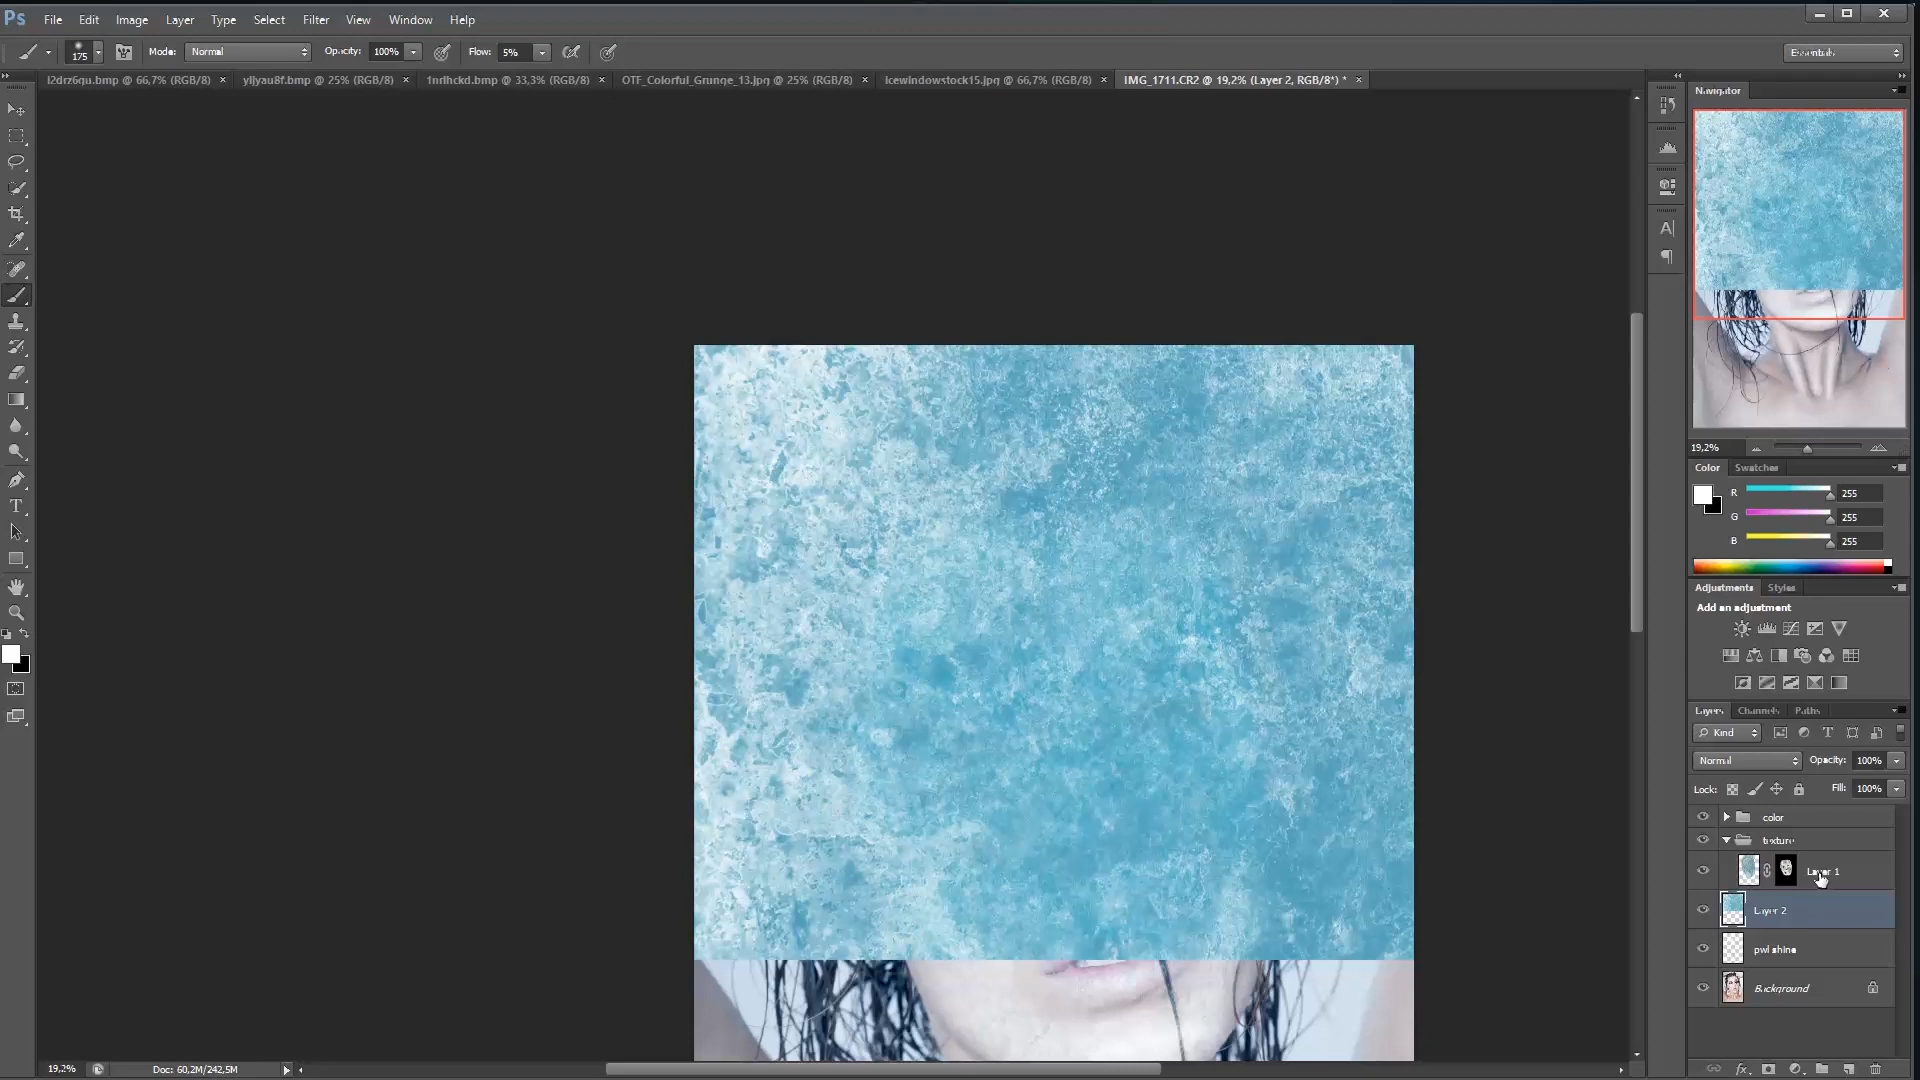 Ps File Edit Image Layer Type Select Filter View Window Help
175 Mode: Normal Opacity: 100% Flow: 5% Essentials
l2drz6qu.bmp @ 66,7% (RGB/8) × yljyau8f.bmp @ 25% (RGB/8) × 1nrlhckd.bmp @ 33,3% (RGB/8) × OTF_Colorful_Grunge_13.jpg @ 25% (RGB/8) × icewindowstock15.jpg @ 66,7% (RGB/8) × IMG_1711.CR2 @ 19,2% (Layer 2, RGB/8*) * ×
Navigator
19,2%
Color Swatches
R 255
G 255
B 255
Adjustments Styles
Add an adjustment
Layers Channels Paths
Kind
Normal Opacity: 100%
Lock: Fill: 100%
color
texture
Layer 1
Layer 2
pwl shine
Background
19,2% Doc: 60,2M/242,5M